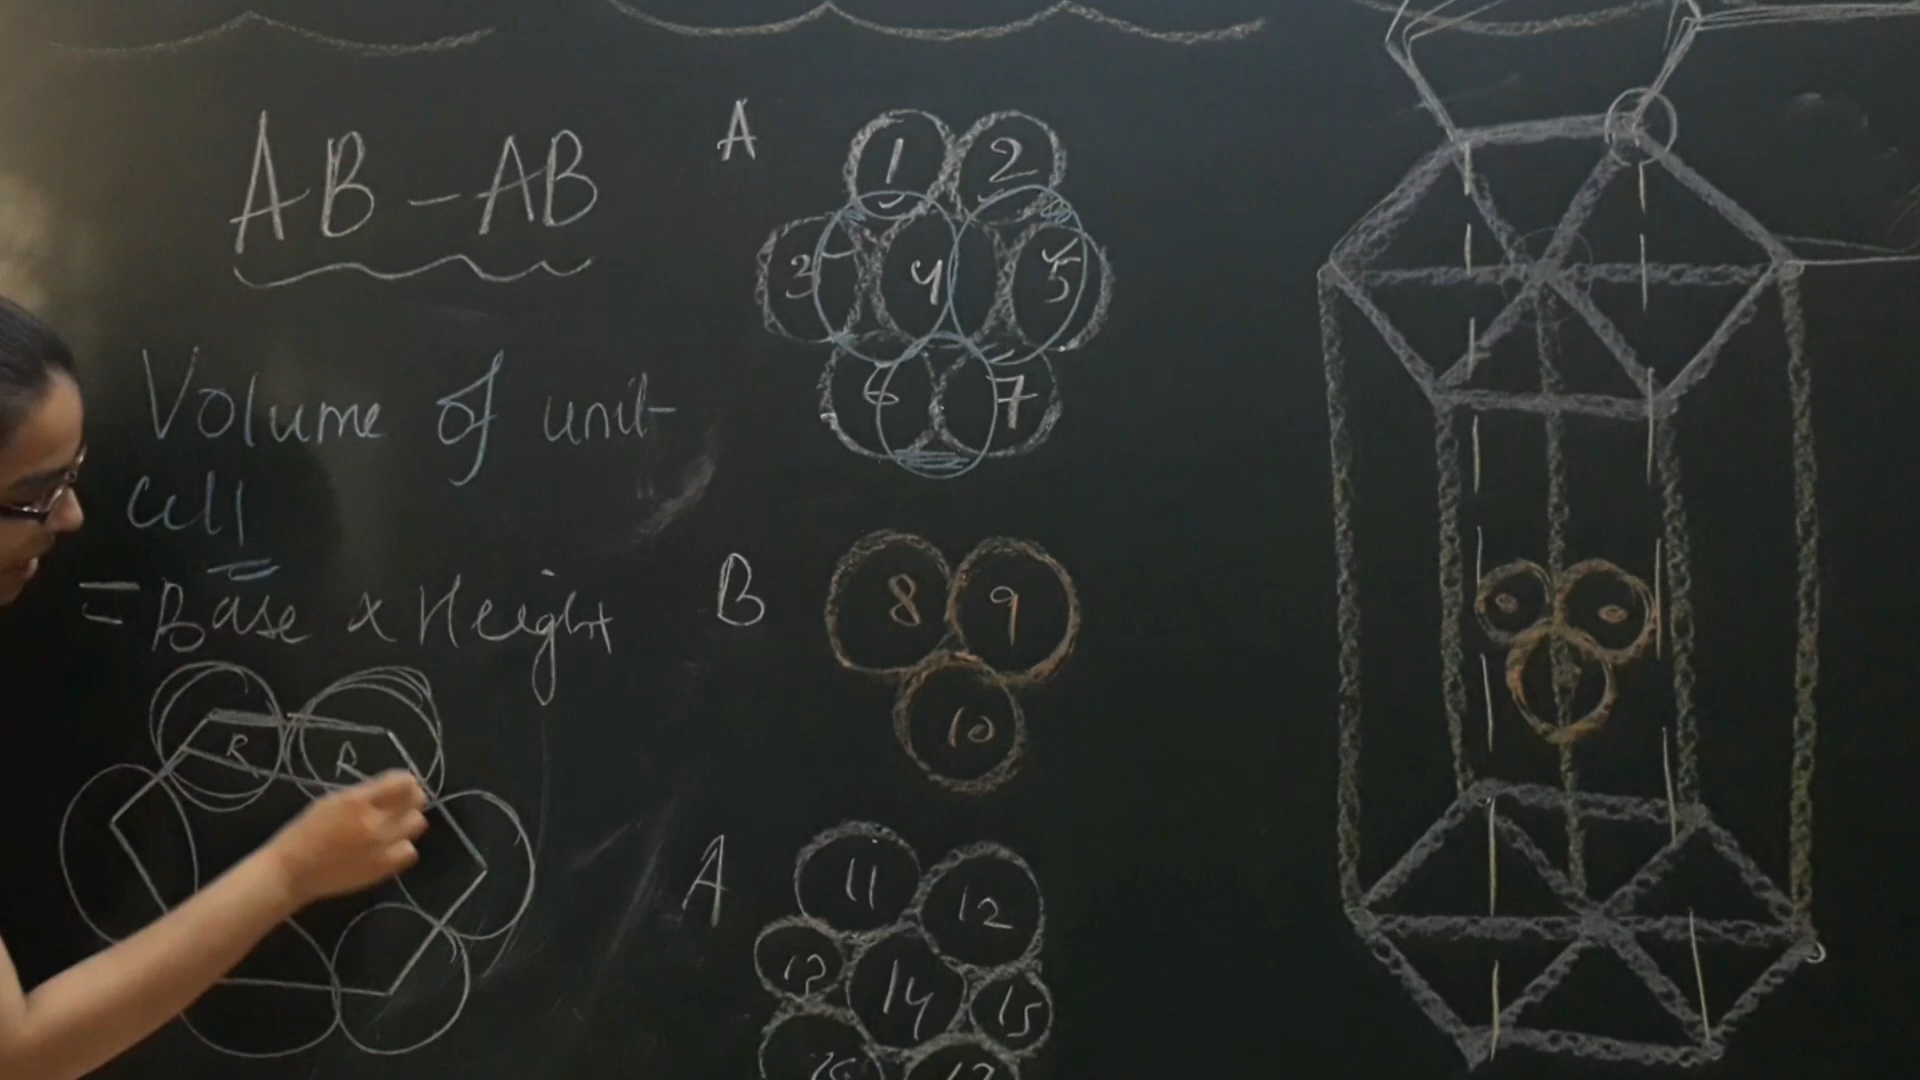 AB - AB
Volume of unit
cell
= Base x Height
R R
A
1 2
3 4 5
6 7
B
8 9
10
A
11 12
13 14 15